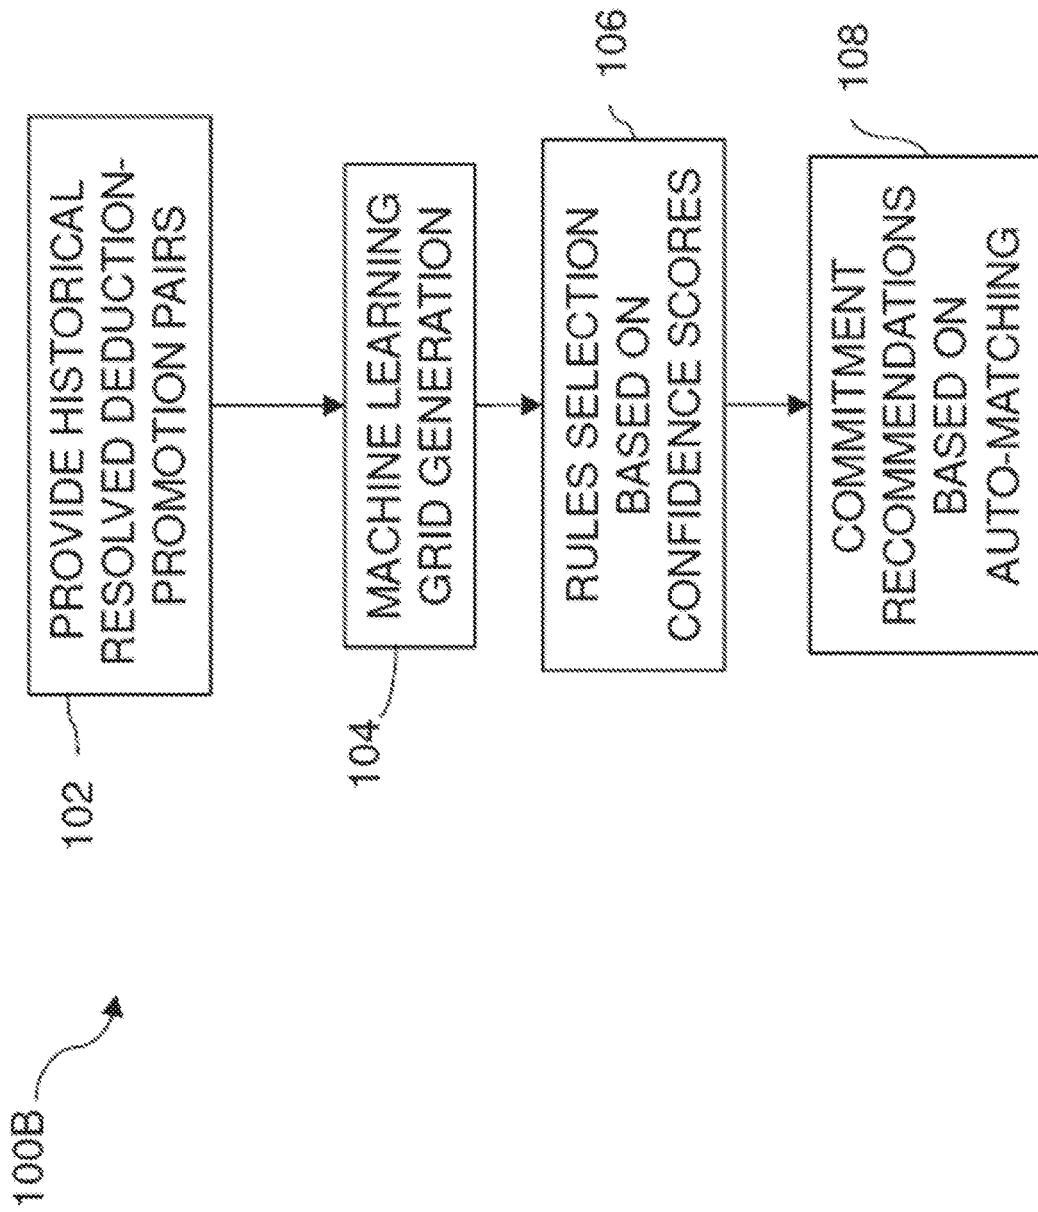 100B
102
PROVIDE HISTORICAL
RESOLVED DEDUCTION-
PROMOTION PAIRS
104
MACHINE LEARNING
GRID GENERATION
106
RULES SELECTION
BASED ON
CONFIDENCE SCORES
108
COMMITMENT
RECOMMENDATIONS
BASED ON
AUTO-MATCHING